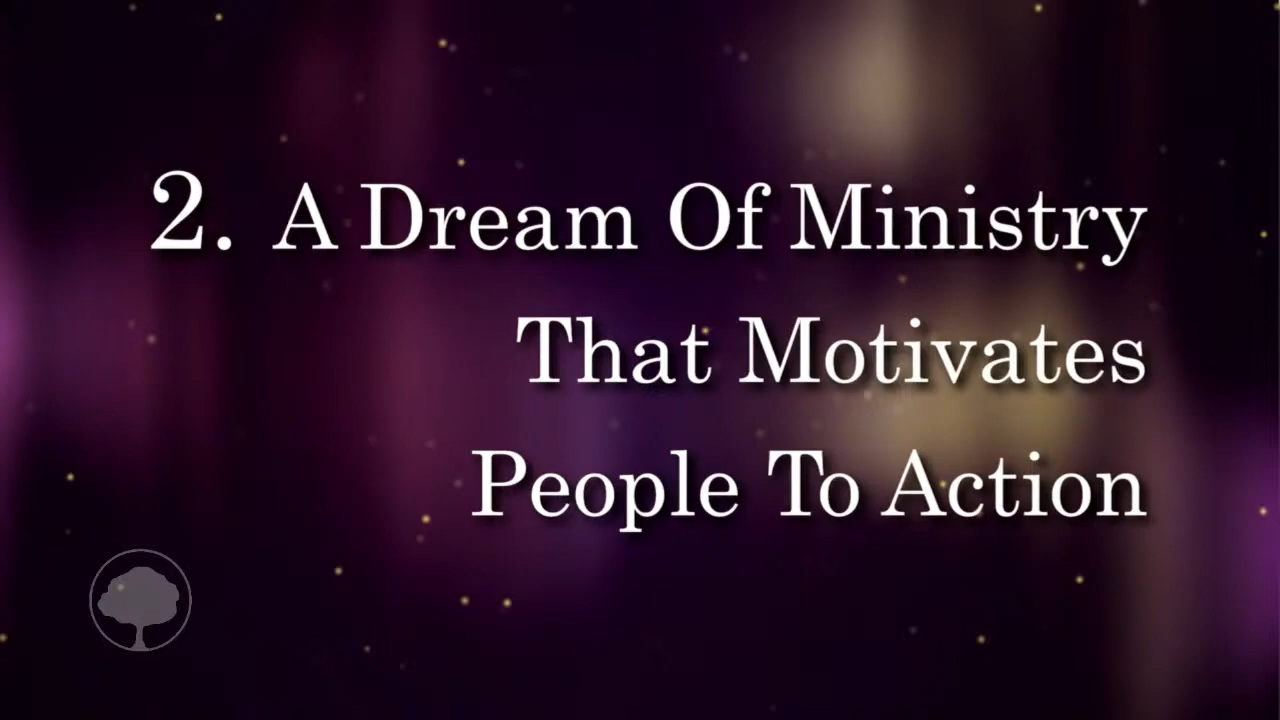 2. A Dream Of Ministry
That Motivates
People To Action